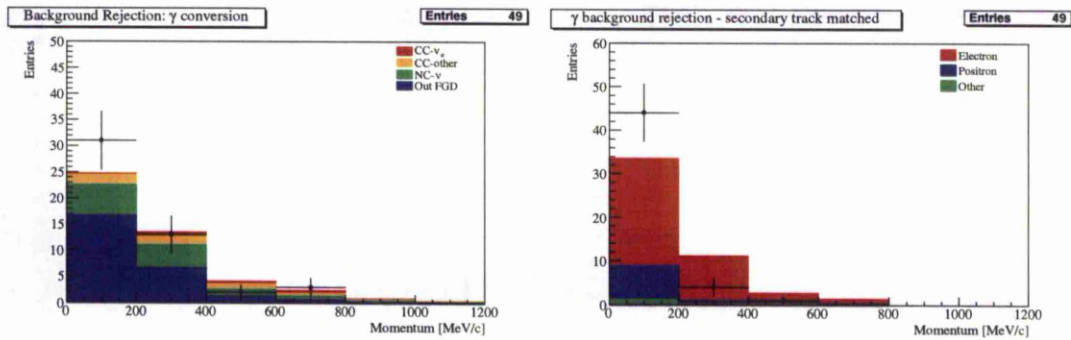 Background Rejection: γ conversion
Entries 49
Entries
50
45
40
35
30
25
20
15
10
5
0
CC-νe
CC-other
NC-ν
Out FGD
0 200 400 600 800 1000 1200
Momentum [MeV/c]
γ background rejection - secondary track matched
Entries 49
Entries
60
50
40
30
20
10
0
Electron
Positron
Other
0 200 400 600 800 1000 1200
Momentum [MeV/c]